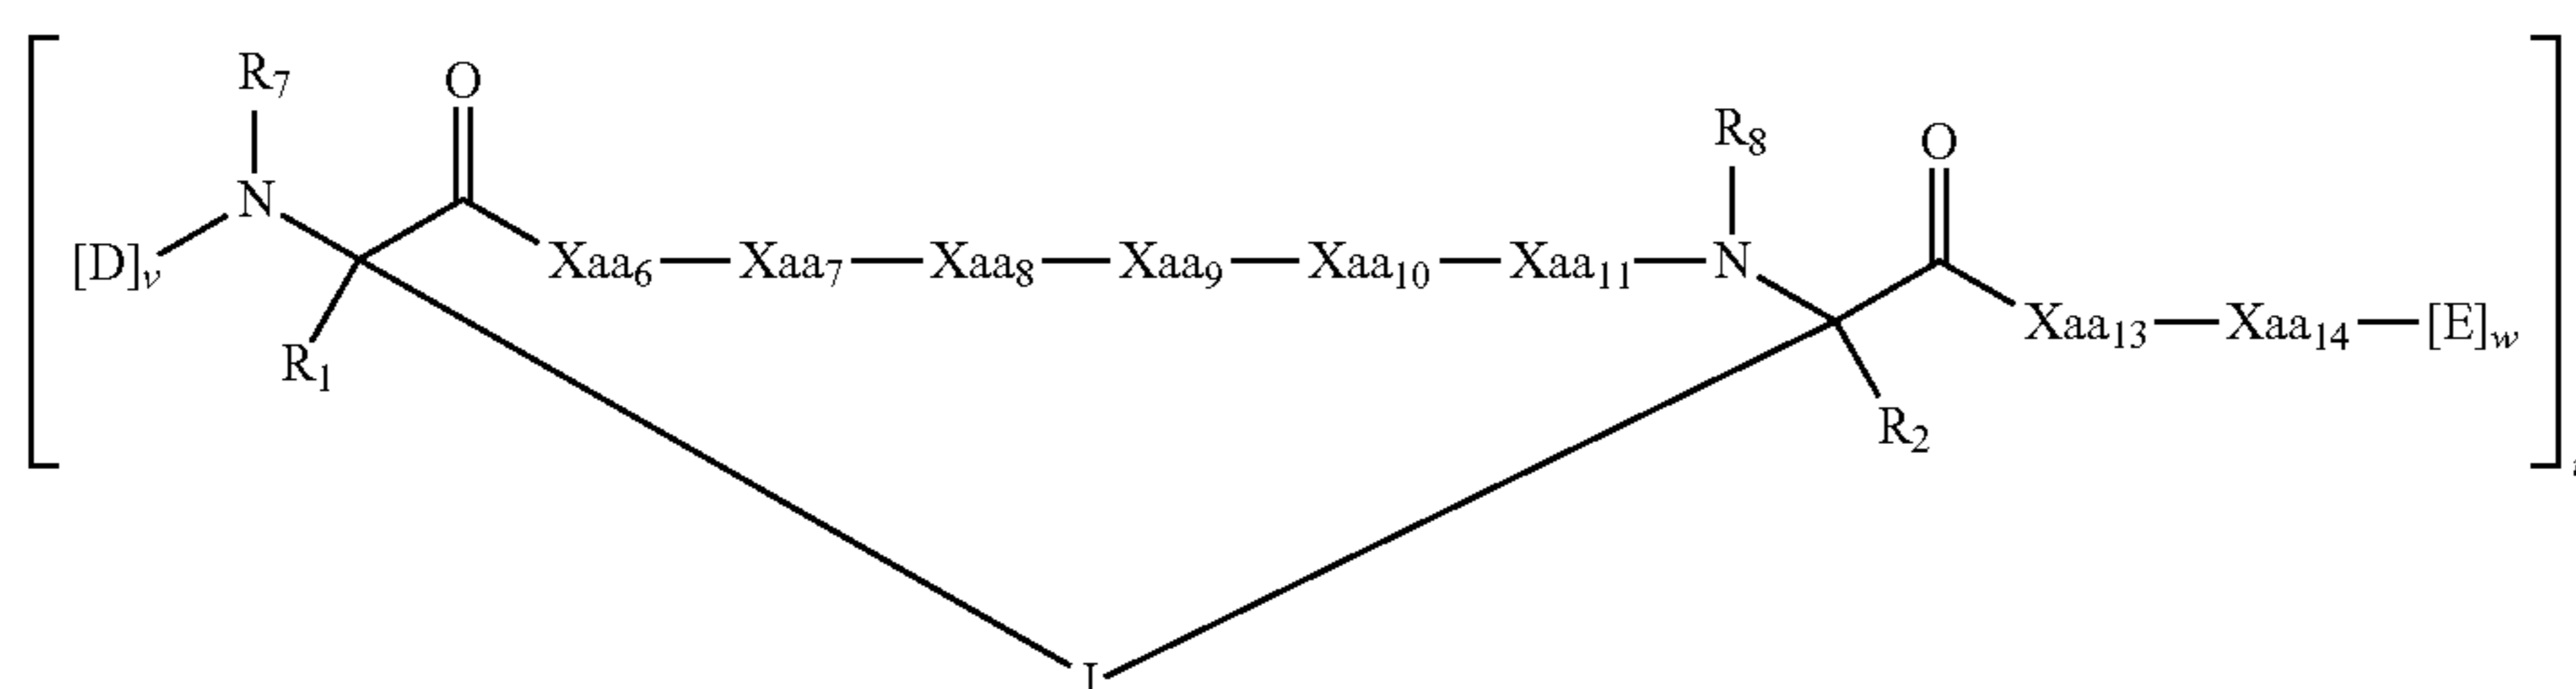 R₇ O
R₈ O
N
[D]ᵥ Xaa₆—Xaa₇—Xaa₈—Xaa₉—Xaa₁₀—Xaa₁₁—N
Xaa₁₃—Xaa₁₄—[E]w
R₁
R₂